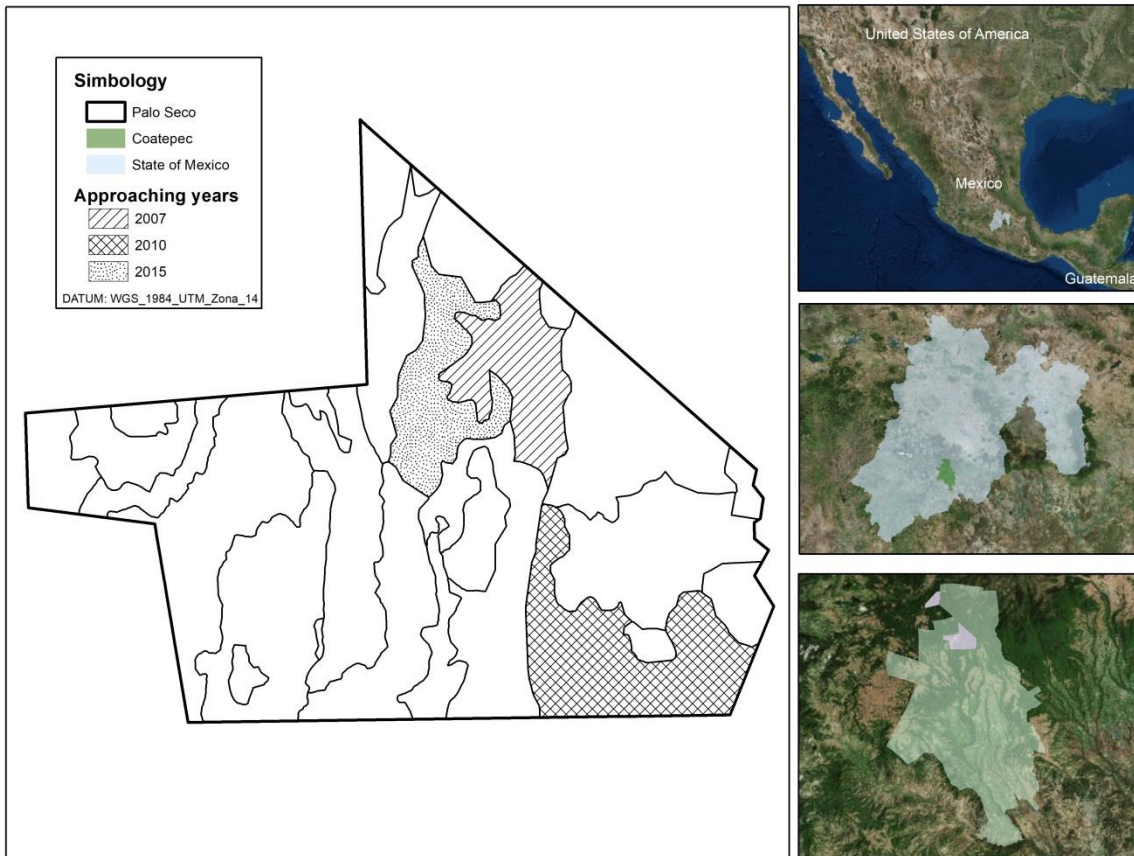 Simbology
Palo Seco
Coatepec
State of Mexico
Approaching years
2007
2010
2015
DATUM: WGS_1984_UTM_Zona_14
United States of America
Mexico
Guatemala